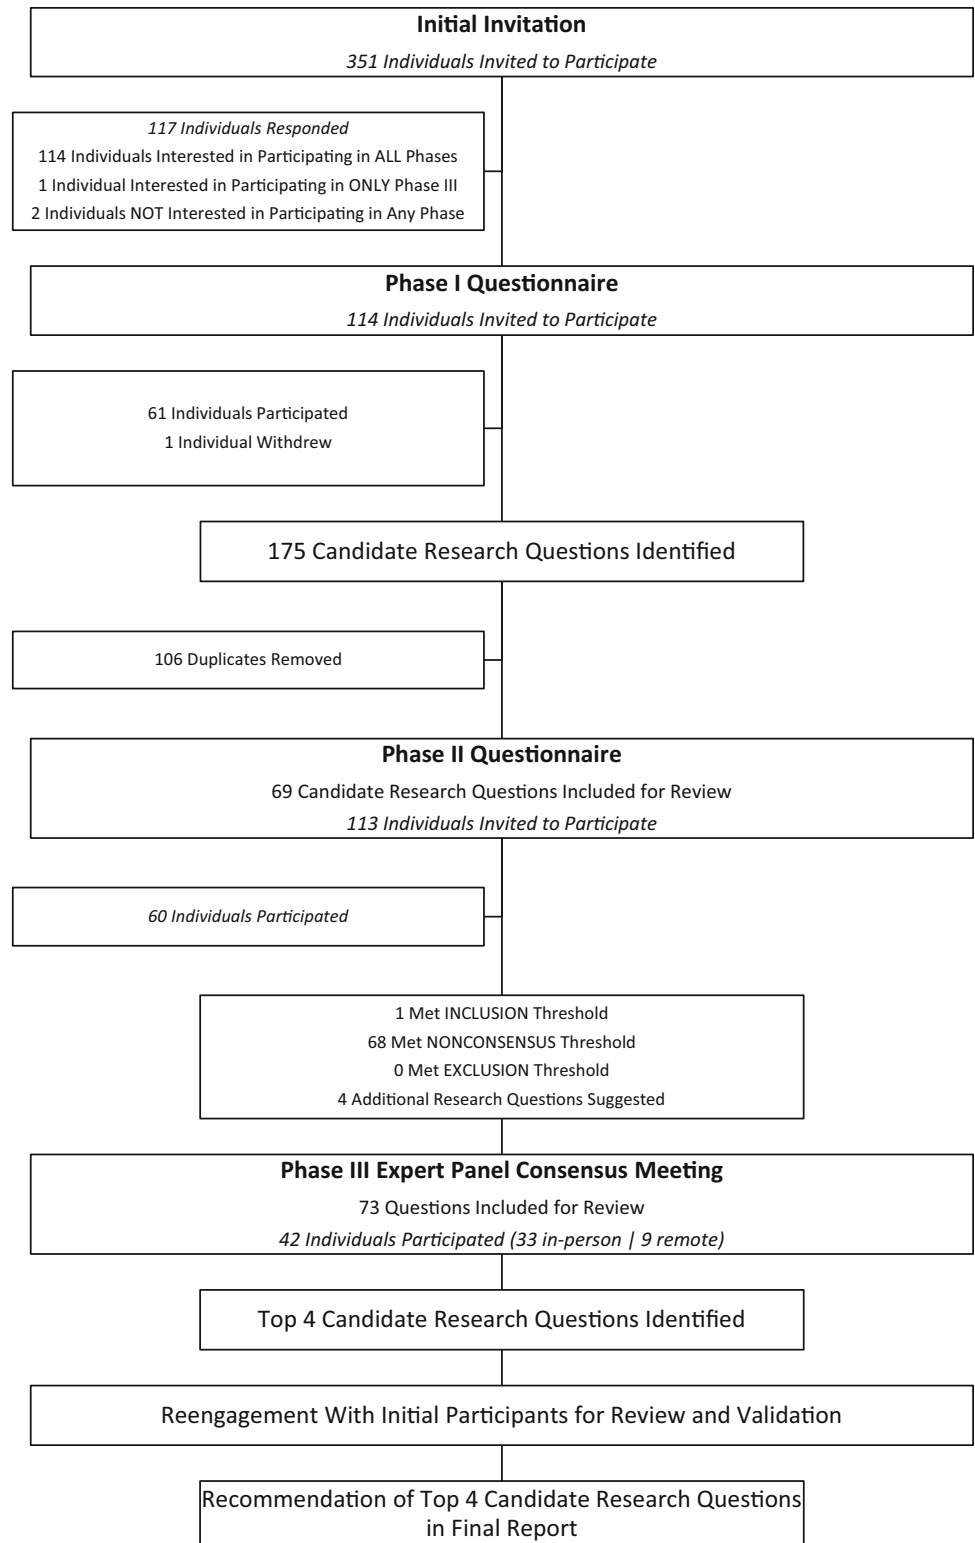 Initial Invitation
351 Individuals Invited to Participate
117 Individuals Responded
114 Individuals Interested in Participating in ALL Phases
1 Individual Interested in Participating in ONLY Phase III
2 Individuals NOT Interested in Participating in Any Phase
Phase I Questionnaire
114 Individuals Invited to Participate
61 Individuals Participated
1 Individual Withdrew
175 Candidate Research Questions Identified
106 Duplicates Removed
Phase II Questionnaire
69 Candidate Research Questions Included for Review
113 Individuals Invited to Participate
60 Individuals Participated
1 Met INCLUSION Threshold
68 Met NONCONSENSUS Threshold
0 Met EXCLUSION Threshold
4 Additional Research Questions Suggested
Phase III Expert Panel Consensus Meeting
73 Questions Included for Review
42 Individuals Participated (33 in-person | 9 remote)
Top 4 Candidate Research Questions Identified
Reengagement With Initial Participants for Review and Validation
Recommendation of Top 4 Candidate Research Questions
in Final Report